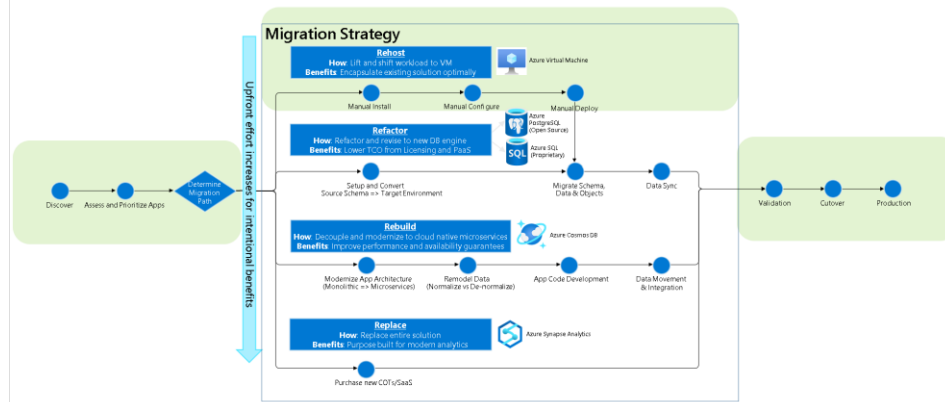 Migration Strategy
Rehost
How: Lift and shift workload to VM
Benefits: Encapsulate existing solution optimally
Azure Virtual Machine
Manual Install
Manual Configure
Manual Deploy
Upfront effort increases for intentional benefits
Refactor
How: Refactor and revise to new DB engine
Benefits: Lower TCO from Licensing and PaaS
Azure
PostgreSQL
(Open Source)
SQL
Azure SQL
(Proprietary)
Discover
Assess and Prioritize Apps
Determine
Migration
Path
Setup and Convert
Source Schema => Target Environment
Migrate Schema,
Data & Objects
Data Sync
Validation
Cutover
Production
Rebuild
How: Decouple and modernize to cloud native microservices
Benefits: Improve performance and availability guarantees
Azure Cosmos DB
Modernize App Architecture
(Monolithic => Microservices)
Remodel Data
(Normalize vs De-normalize)
App Code Development
Data Movement
& Integration
Replace
How: Replace entire solution
Benefits: Purpose built for modern analytics
Azure Synapse Analytics
Purchase new COTs/SaaS